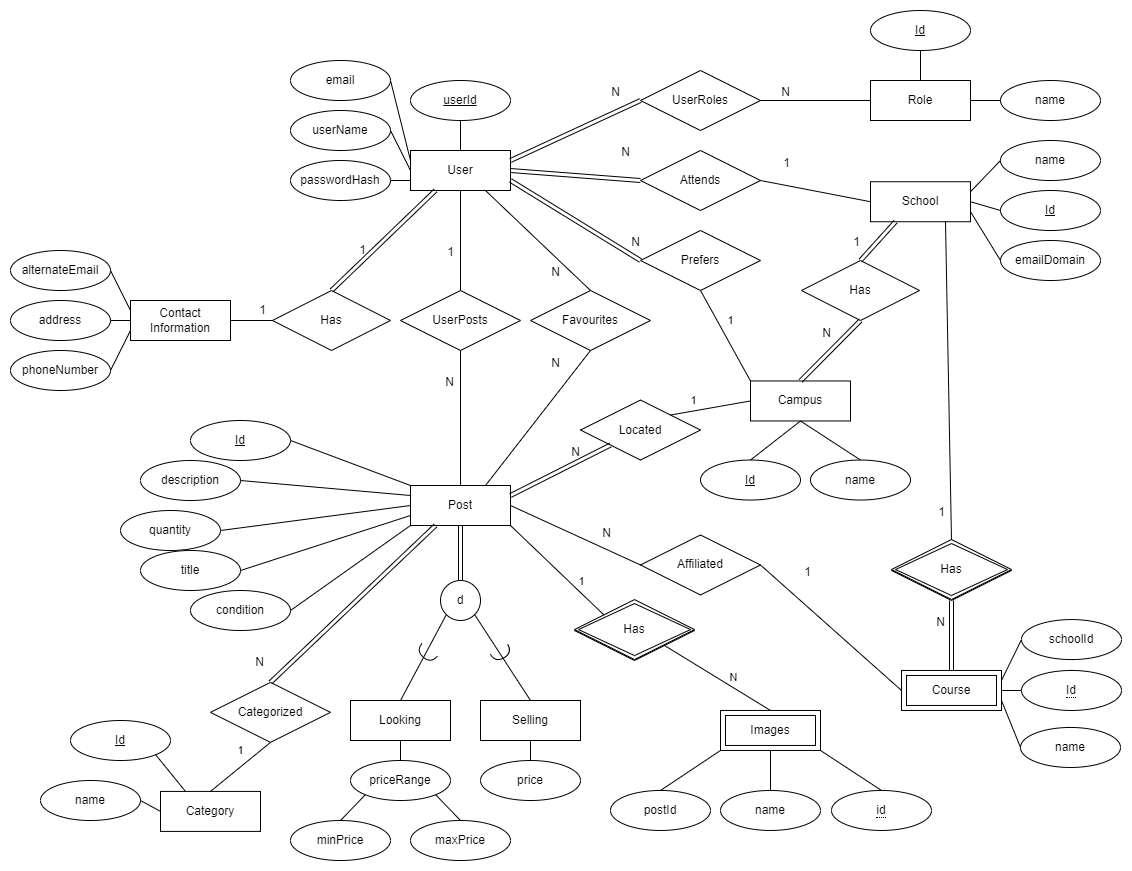 Id
email
userId
N
UserRoles
N
Role
name
userName
passwordHash
User
N
Attends
1
School
name
Id
emailDomain
alternateEmail
address
phoneNumber
Contact
Information
1
1
Has
1
UserPosts
N
N
Favourites
N
N
Prefers
1
1
Has
N
Campus
Id
name
1
Located
N
Id
description
quantity
title
condition
Post
N
Affiliated
1
1
Has
N
1
Has
N
Course
schoolId
Id
name
d
N
Categorized
1
Looking
Selling
Images
Id
name
Category
priceRange
price
minPrice
maxPrice
postId
name
id